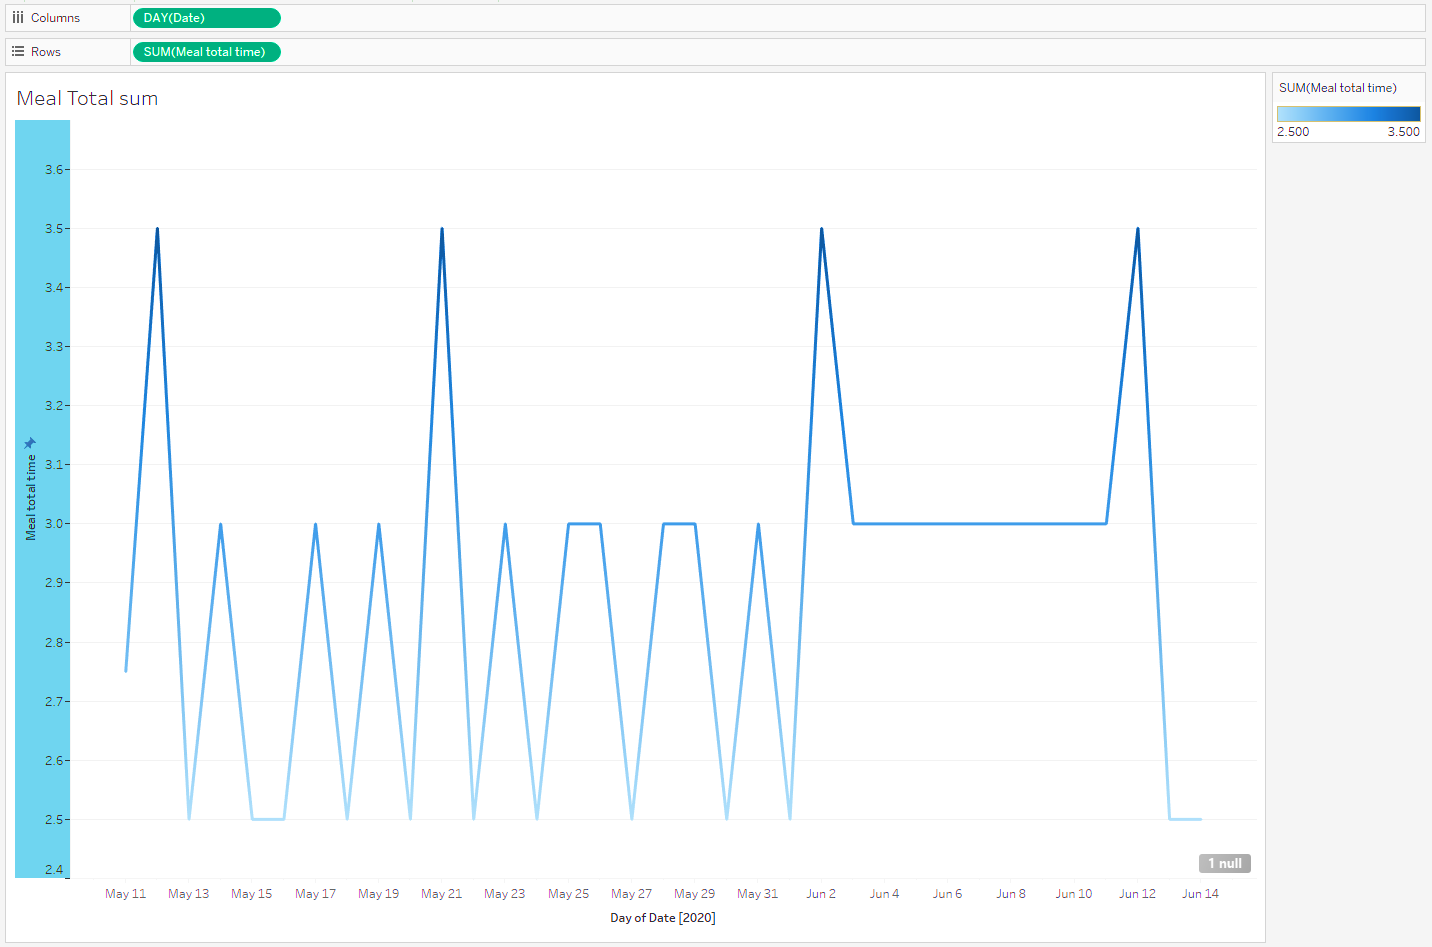 Columns
DAY(Date)
Rows
SUM(Meal total time)
Meal Total sum
SUM(Meal total time)
2.500 3.500
3.6
3.5
3.4
3.3
3.2
3.1
3.0
2.9
2.8
2.7
2.6
2.5
2.4
Meal total time
1 null
May 11 May 13 May 15 May 17 May 19 May 21 May 23 May 25 May 27 May 29 May 31 Jun 2 Jun 4 Jun 6 Jun 8 Jun 10 Jun 12 Jun 14
Day of Date [2020]